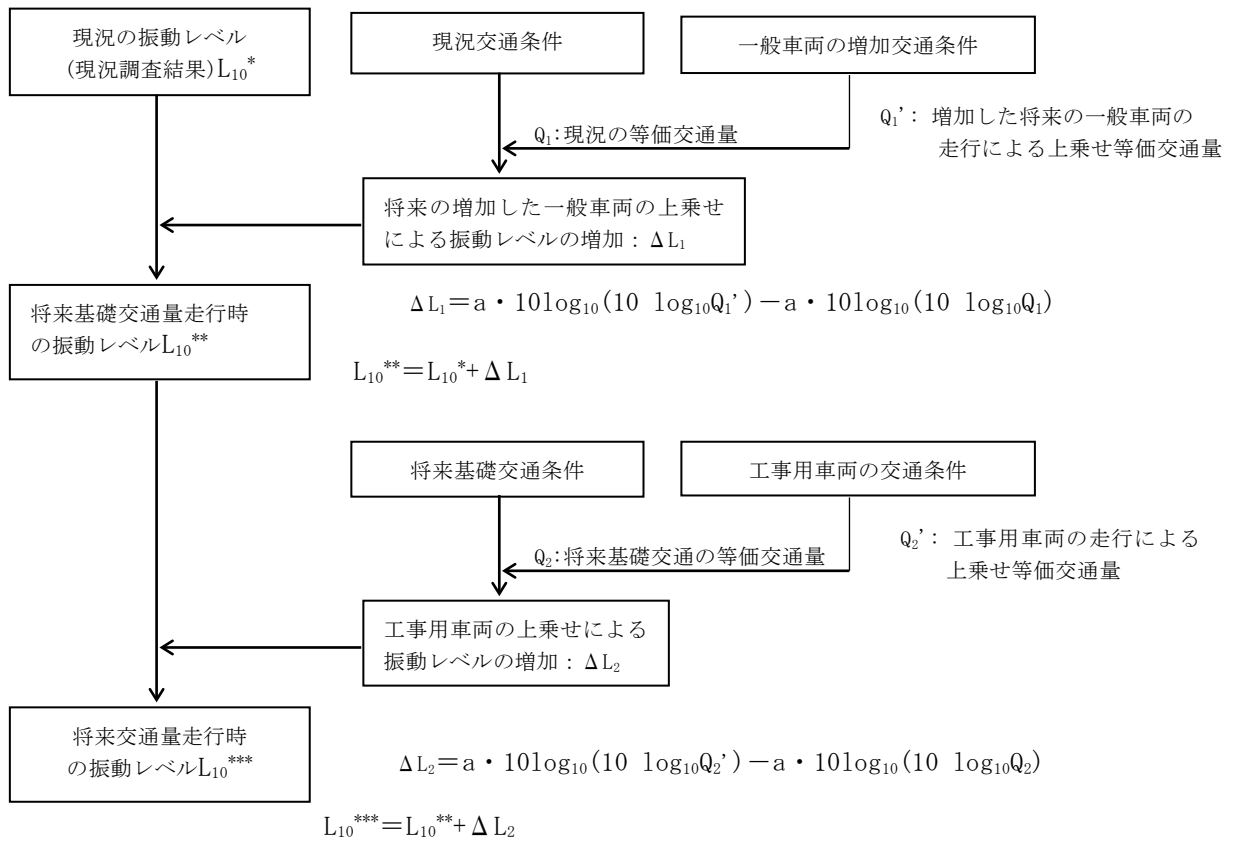 現況の振動レベル
(現況調査結果)L₁₀*
現況交通条件
一般車両の増加交通条件
Q₁:現況の等価交通量
Q₁’: 増加した将来の一般車両の
走行による上乗せ等価交通量
将来の増加した一般車両の上乗せ
による振動レベルの増加：ΔL₁
将来基礎交通量走行時
の振動レベルL₁₀**
ΔL₁＝a・10log₁₀(10 log₁₀Q₁’)－a・10log₁₀(10 log₁₀Q₁)
L₁₀**＝L₁₀*+ΔL₁
将来基礎交通条件
工事用車両の交通条件
Q₂:将来基礎交通の等価交通量
Q₂’: 工事用車両の走行による
上乗せ等価交通量
工事用車両の上乗せによる
振動レベルの増加：ΔL₂
将来交通量走行時
の振動レベルL₁₀***
ΔL₂＝a・10log₁₀(10 log₁₀Q₂’)－a・10log₁₀(10 log₁₀Q₂)
L₁₀***＝L₁₀**+ΔL₂